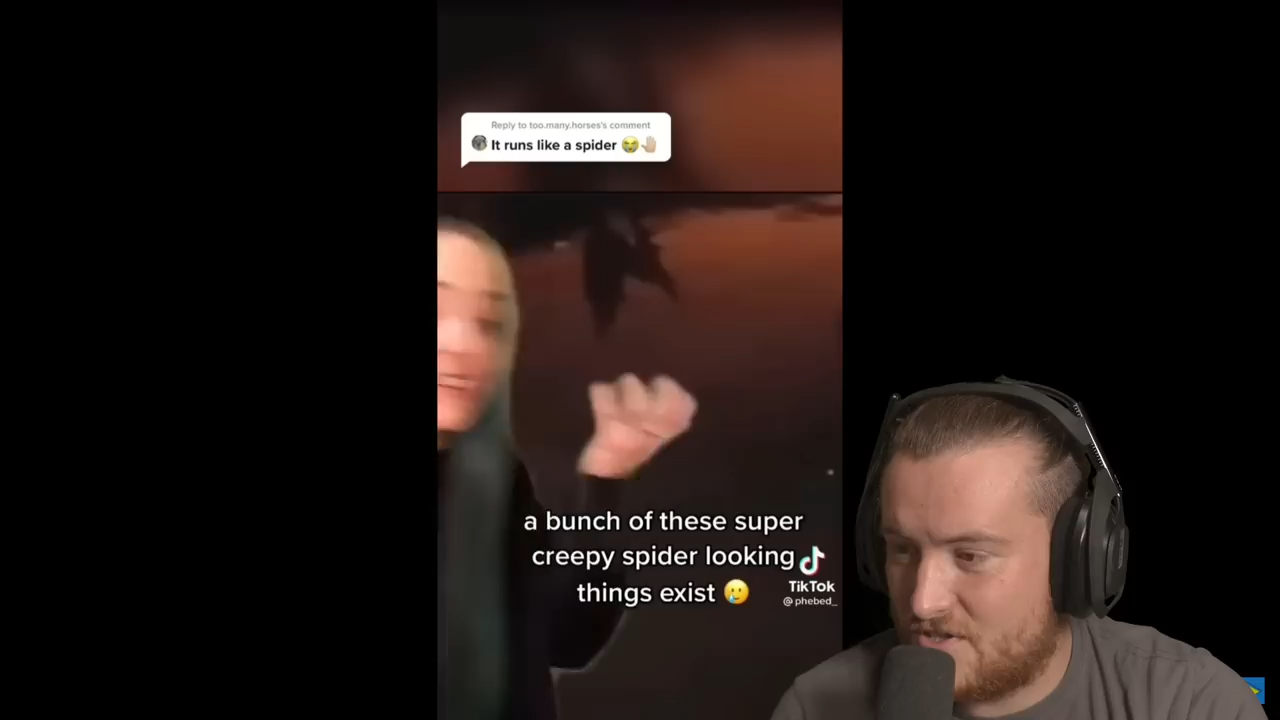 Reply to too.many.horses's comment
It runs like a spider 😭🤚🏼
a bunch of these super
creepy spider looking
things exist 🥲
TikTok
@phebed_